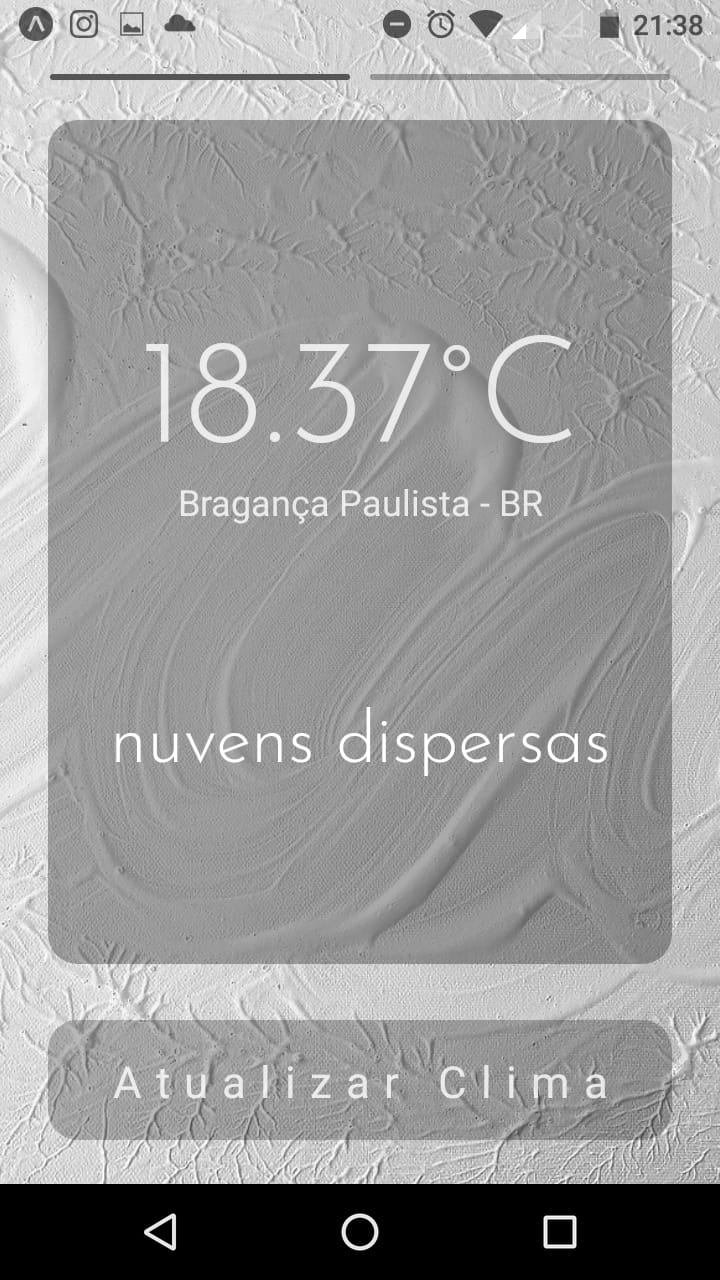 21:38
18.37°C
Bragança Paulista - BR
nuvens dispersas
Atualizar Clima